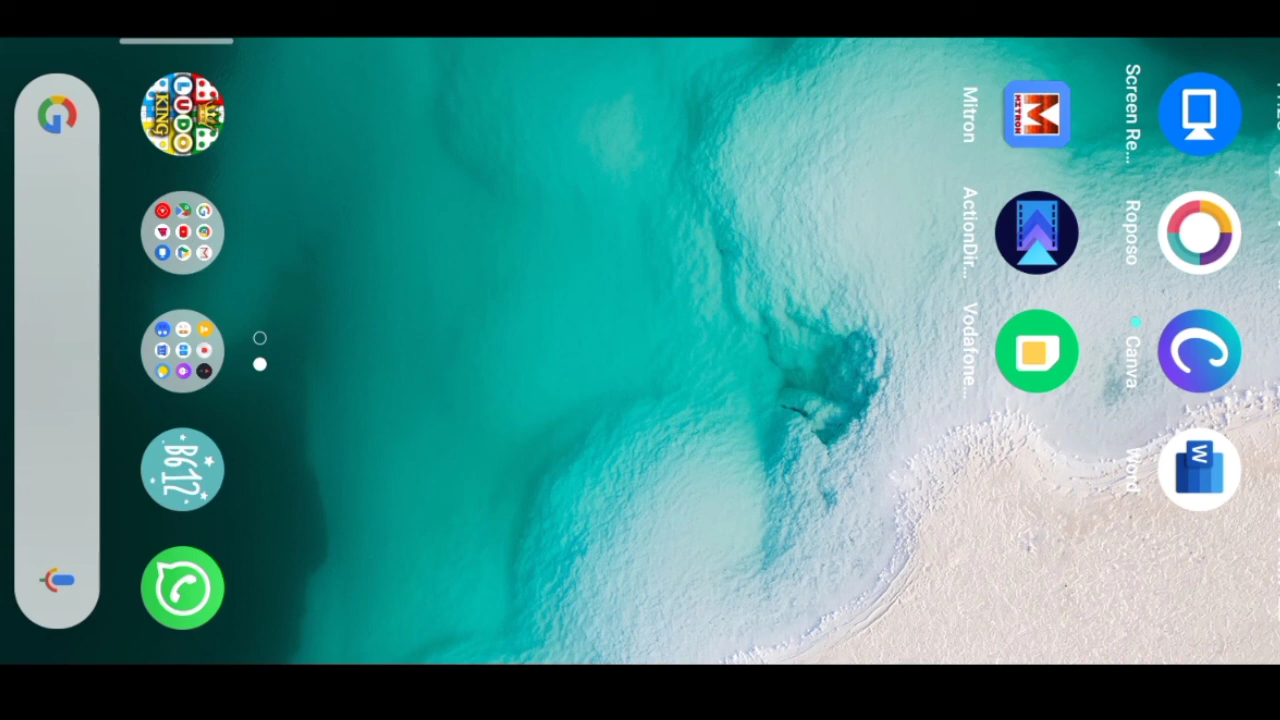 Screen Re...
Roposo
Canva
Word
Mitron
ActionDir...
Vodafone...
LUDO
KING
B612